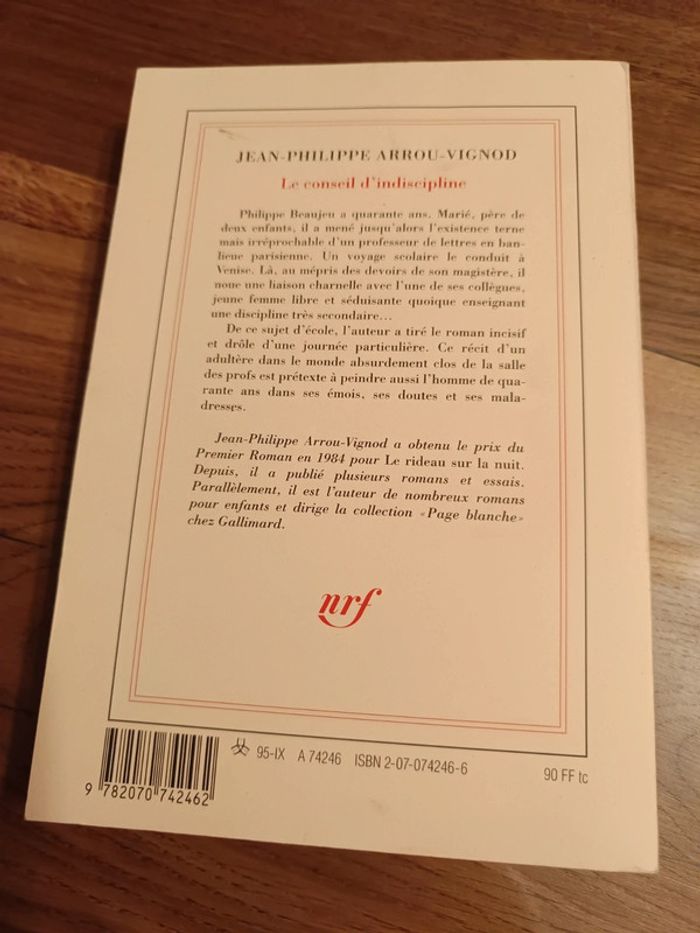 JEAN-PHILIPPE ARROU-VIGNOD
Le conseil d'indiscipline
Philippe Beaujeu a quarante ans. Marié, père de
deux enfants, il a mené jusqu'alors l'existence terne
mais irréprochable d'un professeur de lettres en ban-
lieue parisienne. Un voyage scolaire le conduit à
Venise. Là, au mépris des devoirs de son magistère, il
noue une liaison charnelle avec l'une de ses collègues,
jeune femme libre et séduisante quoique enseignant
une discipline très secondaire...
De ce sujet d'école, l'auteur a tiré le roman incisif
et drôle d'une journée particulière. Ce récit d'un
adultère dans le monde absurdement clos de la salle
des profs est prétexte à peindre aussi l'homme de qua-
rante ans dans ses émois, ses doutes et ses mala-
dresses.
Jean-Philippe Arrou-Vignod a obtenu le prix du
Premier Roman en 1984 pour Le rideau sur la nuit.
Depuis, il a publié plusieurs romans et essais.
Parallèlement, il est l'auteur de nombreux romans
pour enfants et dirige la collection «Page blanche»
chez Gallimard.
nrf
95-IX A 74246 ISBN 2-07-074246-6 90 FF tc
9 782070 742462